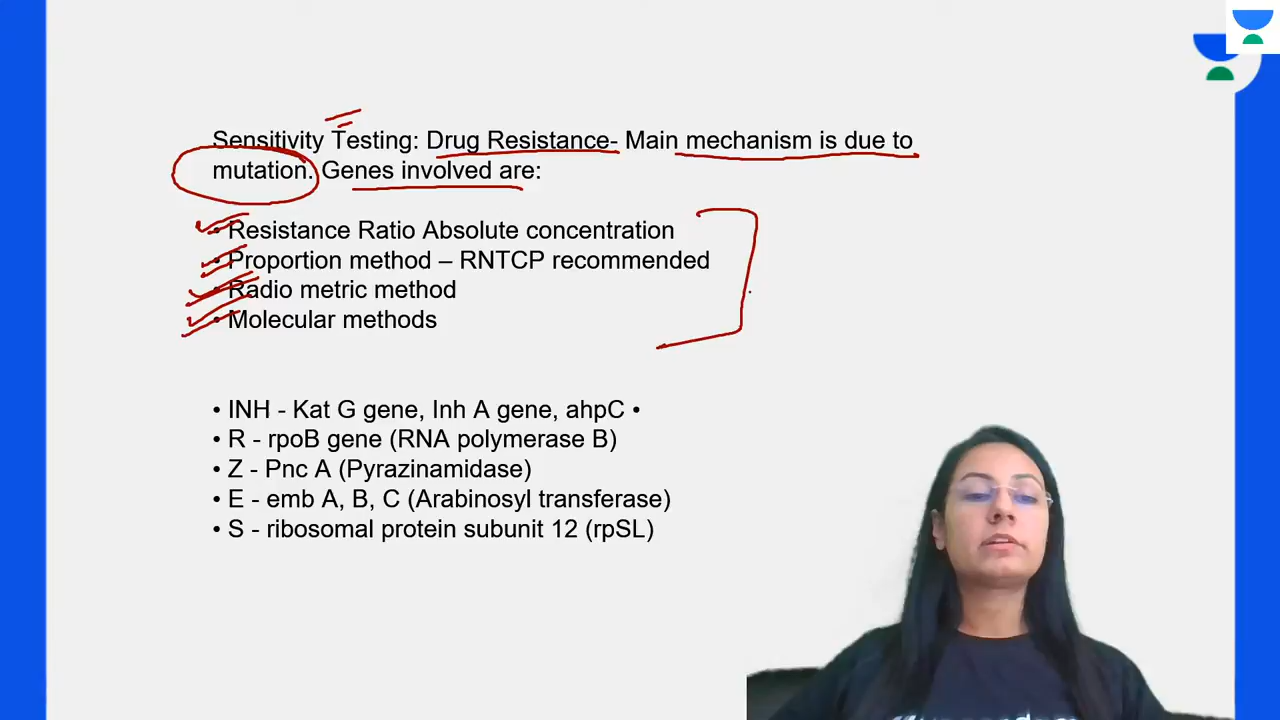 Sensitivity Testing: Drug Resistance- Main mechanism is due to
mutation. Genes involved are:
• Resistance Ratio Absolute concentration
• Proportion method – RNTCP recommended
• Radio metric method
• Molecular methods
• INH - Kat G gene, Inh A gene, ahpC •
• R - rpoB gene (RNA polymerase B)
• Z - Pnc A (Pyrazinamidase)
• E - emb A, B, C (Arabinosyl transferase)
• S - ribosomal protein subunit 12 (rpSL)